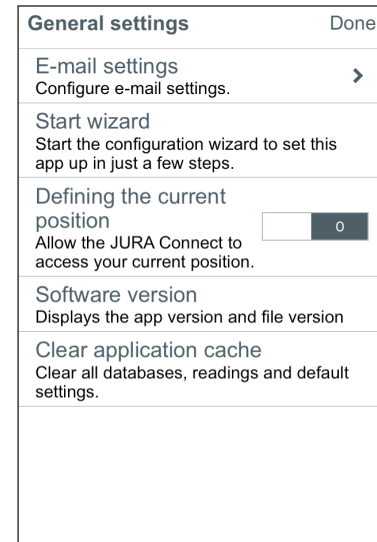 General settings Done
E-mail settings
Configure e-mail settings.
Start wizard
Start the configuration wizard to set this
app up in just a few steps.
Defining the current
position
0
Allow the JURA Connect to
access your current position.
Software version
Displays the app version and file version
Clear application cache
Clear all databases, readings and default
settings.